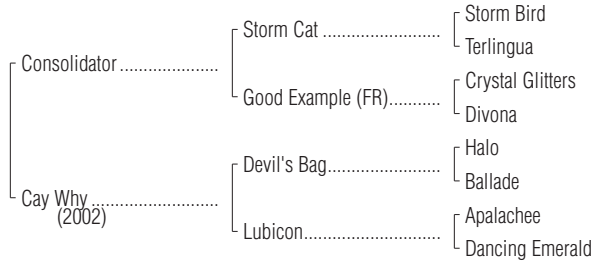 Storm Bird
Storm Cat ..............................
Terlingua
Consolidator .........................
Crystal Glitters
Good Example (FR)...........
Divona
Halo
Devil's Bag.............................
Ballade
Cay Why ................................
(2002)
Apalachee
Lubicon...................................
Dancing Emerald